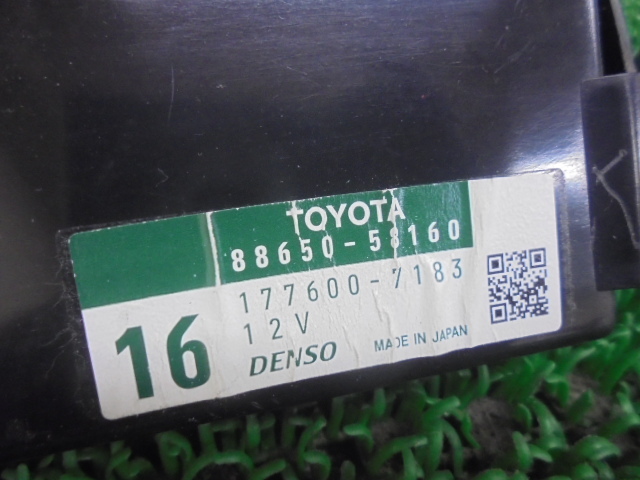 TOYOTA
88650-58160
177600-7183
16
12V
DENSO
MADE IN JAPAN